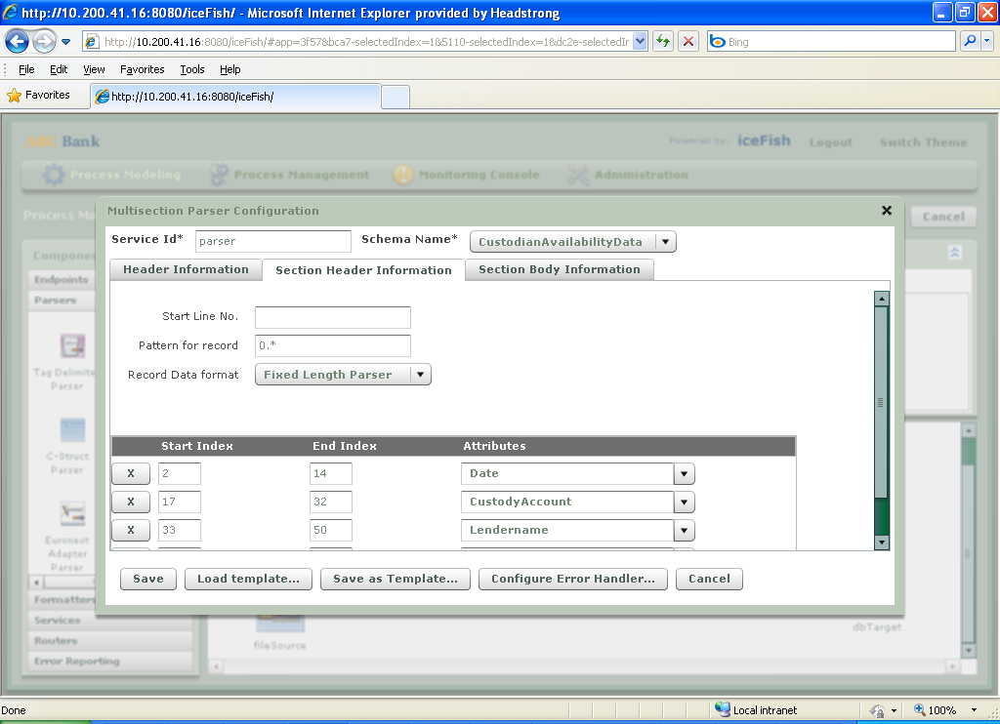 http://10.200.41.16:8080/iceFish/ - Microsoft Internet Explorer provided by Headstrong
http://10.200.41.16:8080/iceFish/#app=3f57&bca7-selectedIndex=1&5110-selectedIndex=1&dc2e-selectedIr
Bing
File Edit View Favorites Tools Help
Favorites
http://10.200.41.16:8080/iceFish/
ABC Bank
Powered by: iceFish Logout Switch Theme
Process Modeling Process Management Monitoring Console Administration
Process Mo
Cancel
Multisection Parser Configuration
Service Id* parser Schema Name* CustodianAvailabilityData
Header Information Section Header Information Section Body Information
Componen
Endpoints
Parsers
Tag Delimite
Parser
C-Struct
Parser
Euronext
Adapter
Parser
Formatters
Services
Routers
Error Reporting
Start Line No.
Pattern for record 0.*
Record Data format Fixed Length Parser
Start Index End Index Attributes
X 2 14 Date
X 17 32 CustodyAccount
X 33 50 Lendername
Save Load template... Save as Template... Configure Error Handler... Cancel
fileSource
dbTarget
Done
Local intranet
100%